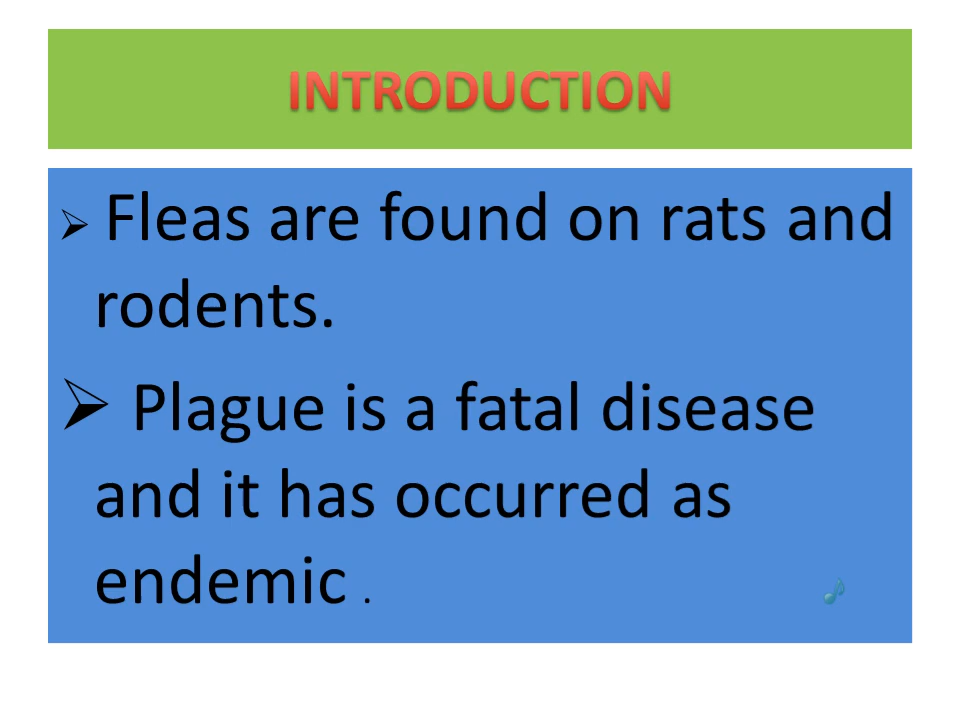 INTRODUCTION
➢ Fleas are found on rats and
rodents.
➢ Plague is a fatal disease
and it has occurred as
endemic .